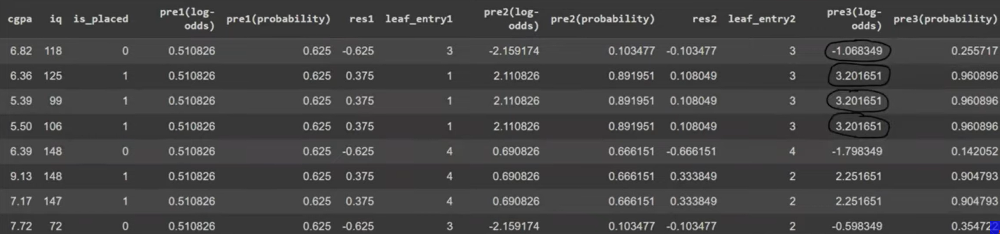 cgpa iq is_placed pre1(log-odds) pre1(probability) res1 leaf_entry1 pre2(log-odds) pre2(probability) res2 leaf_entry2 pre3(log-odds) pre3(probability)
6.82 118 0 0.510826 0.625 -0.625 3 -2.159174 0.103477 -0.103477 3 -1.068349 0.255717
6.36 125 1 0.510826 0.625 0.375 1 2.110826 0.891951 0.108049 3 3.201651 0.960896
5.39 99 1 0.510826 0.625 0.375 1 2.110826 0.891951 0.108049 3 3.201651 0.960896
5.50 106 1 0.510826 0.625 0.375 1 2.110826 0.891951 0.108049 3 3.201651 0.960896
6.39 148 0 0.510826 0.625 -0.625 4 0.690826 0.666151 -0.666151 4 -1.798349 0.142052
9.13 148 1 0.510826 0.625 0.375 4 0.690826 0.666151 0.333849 2 2.251651 0.904793
7.17 147 1 0.510826 0.625 0.375 4 0.690826 0.666151 0.333849 2 2.251651 0.904793
7.72 72 0 0.510826 0.625 -0.625 3 -2.159174 0.103477 -0.103477 2 -0.598349 0.354722